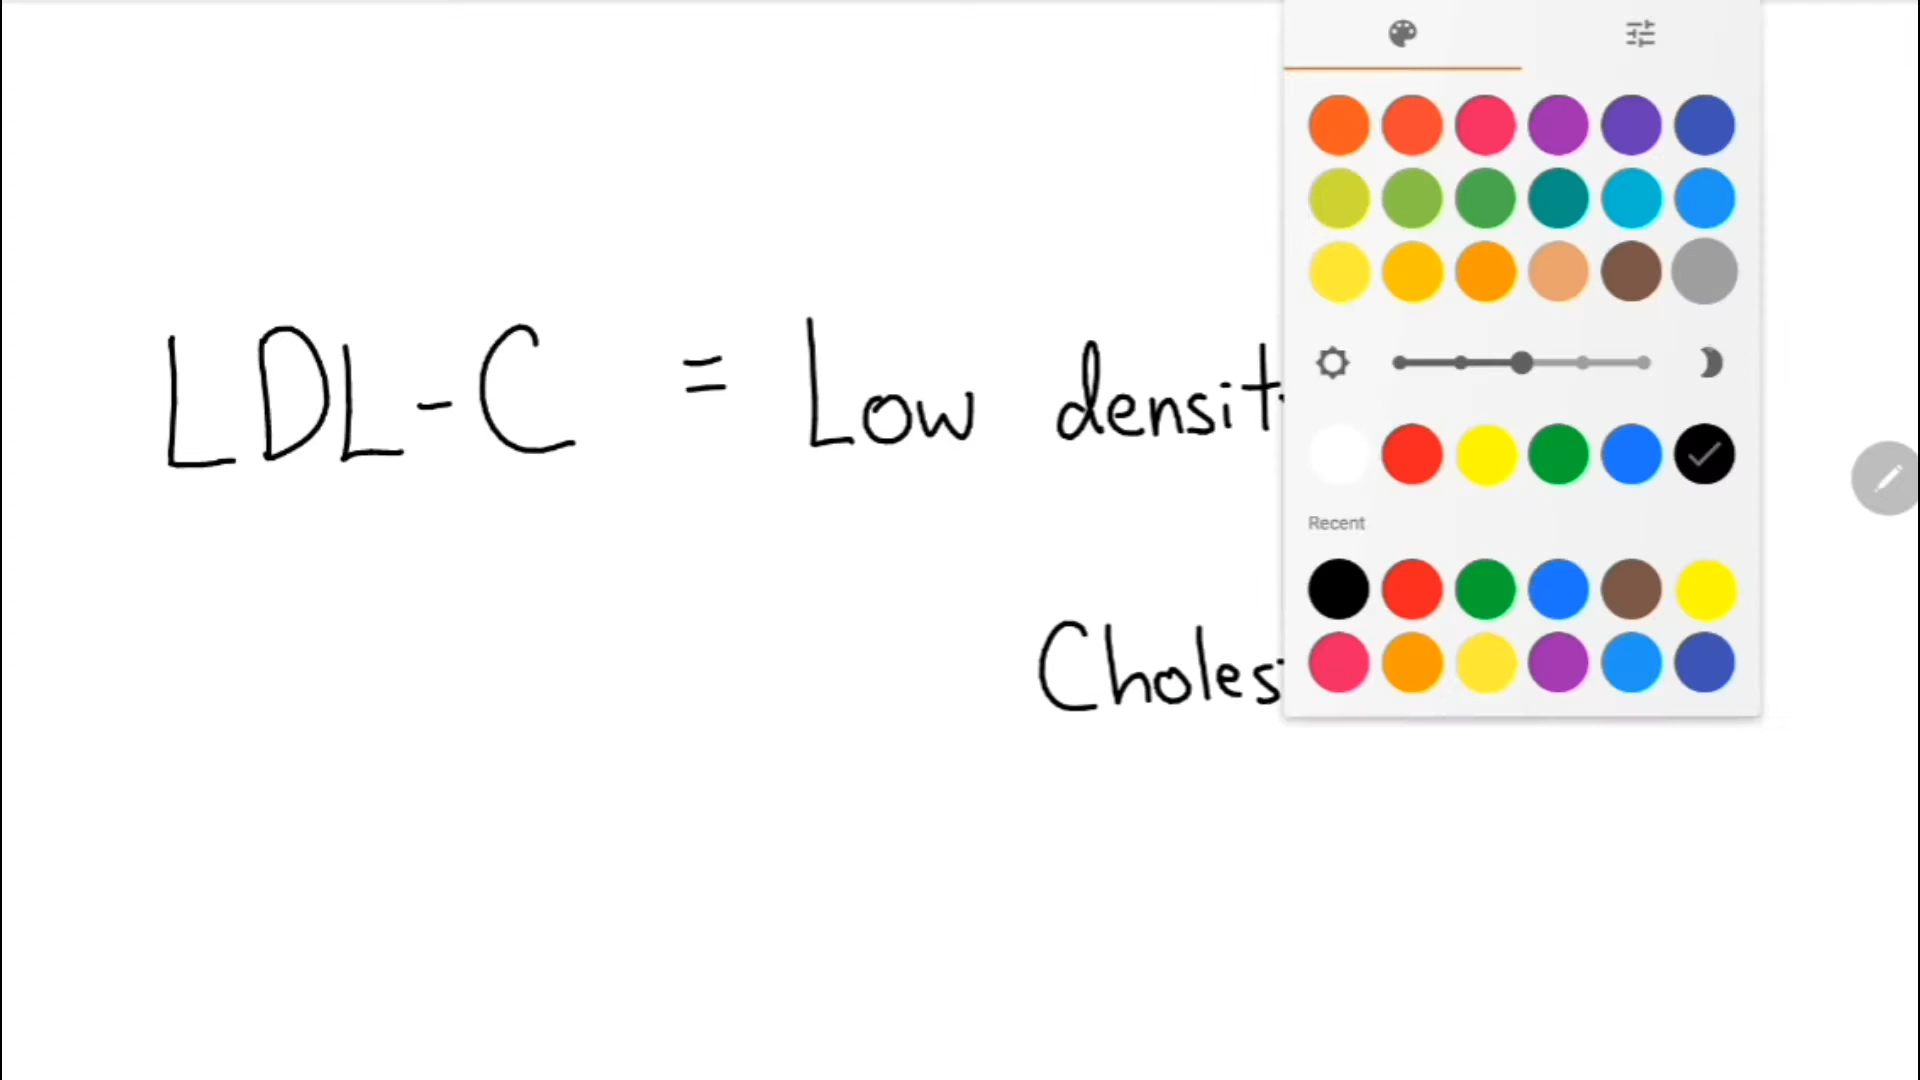 LDL-C = Low densit
Choles
Recent